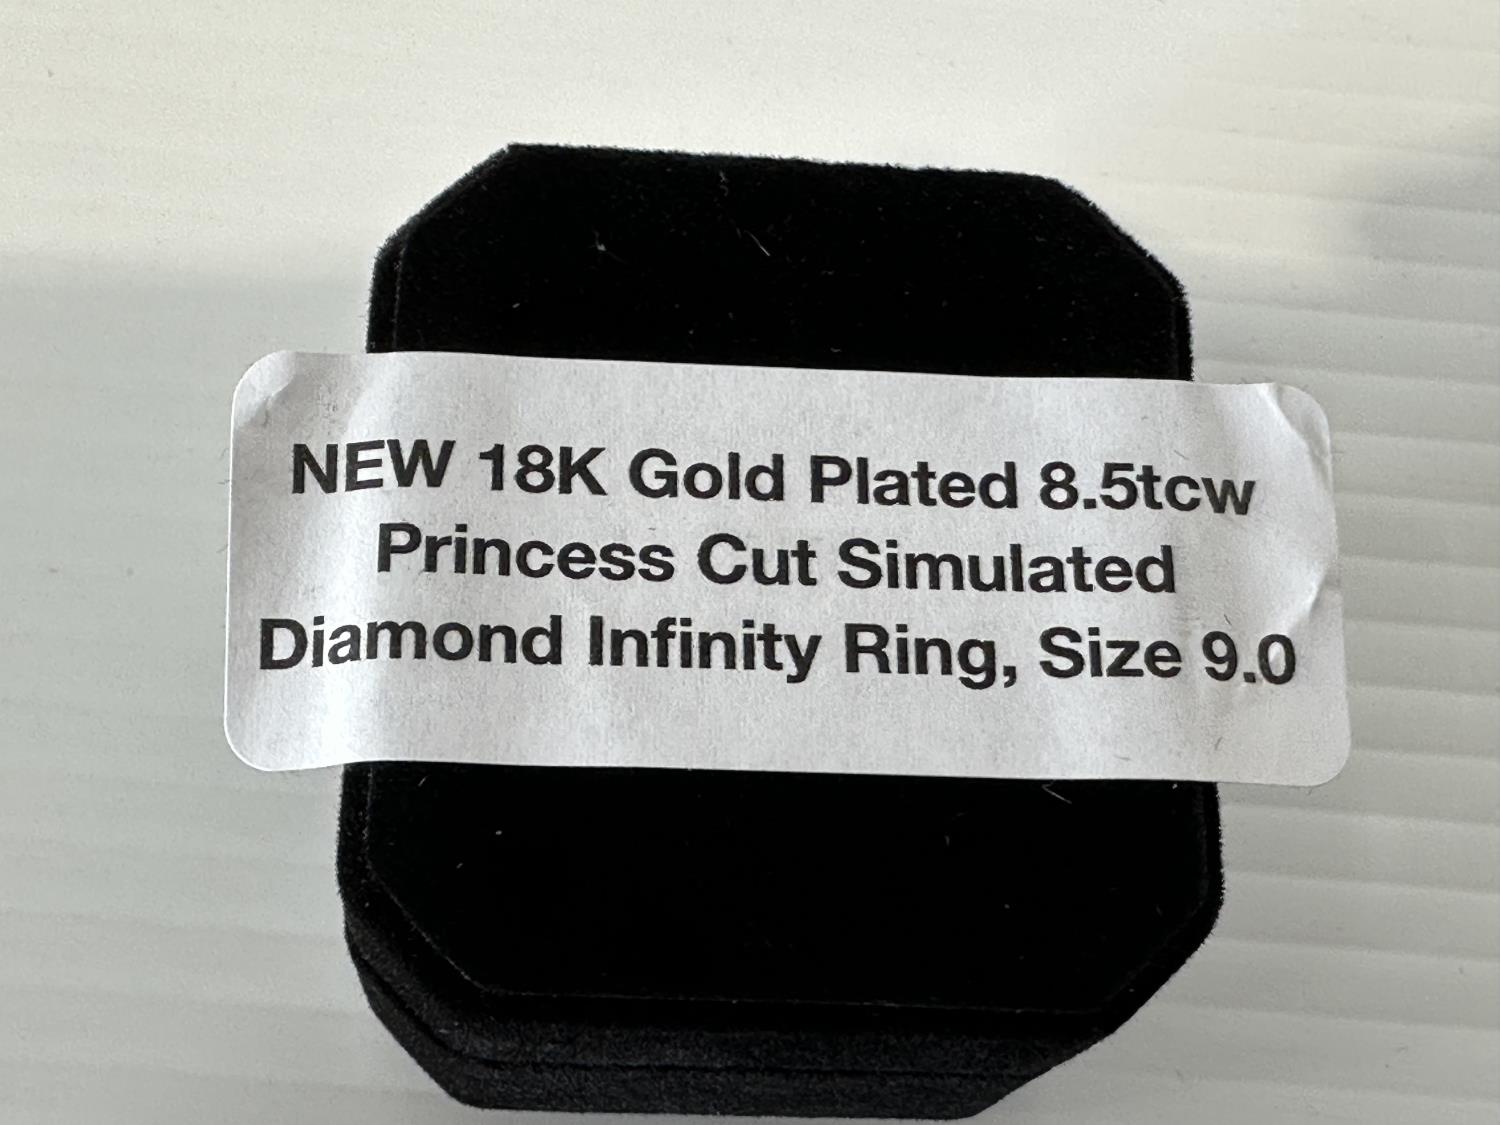 NEW 18K Gold Plated 8.5tcw
Princess Cut Simulated
Diamond Infinity Ring, Size 9.0